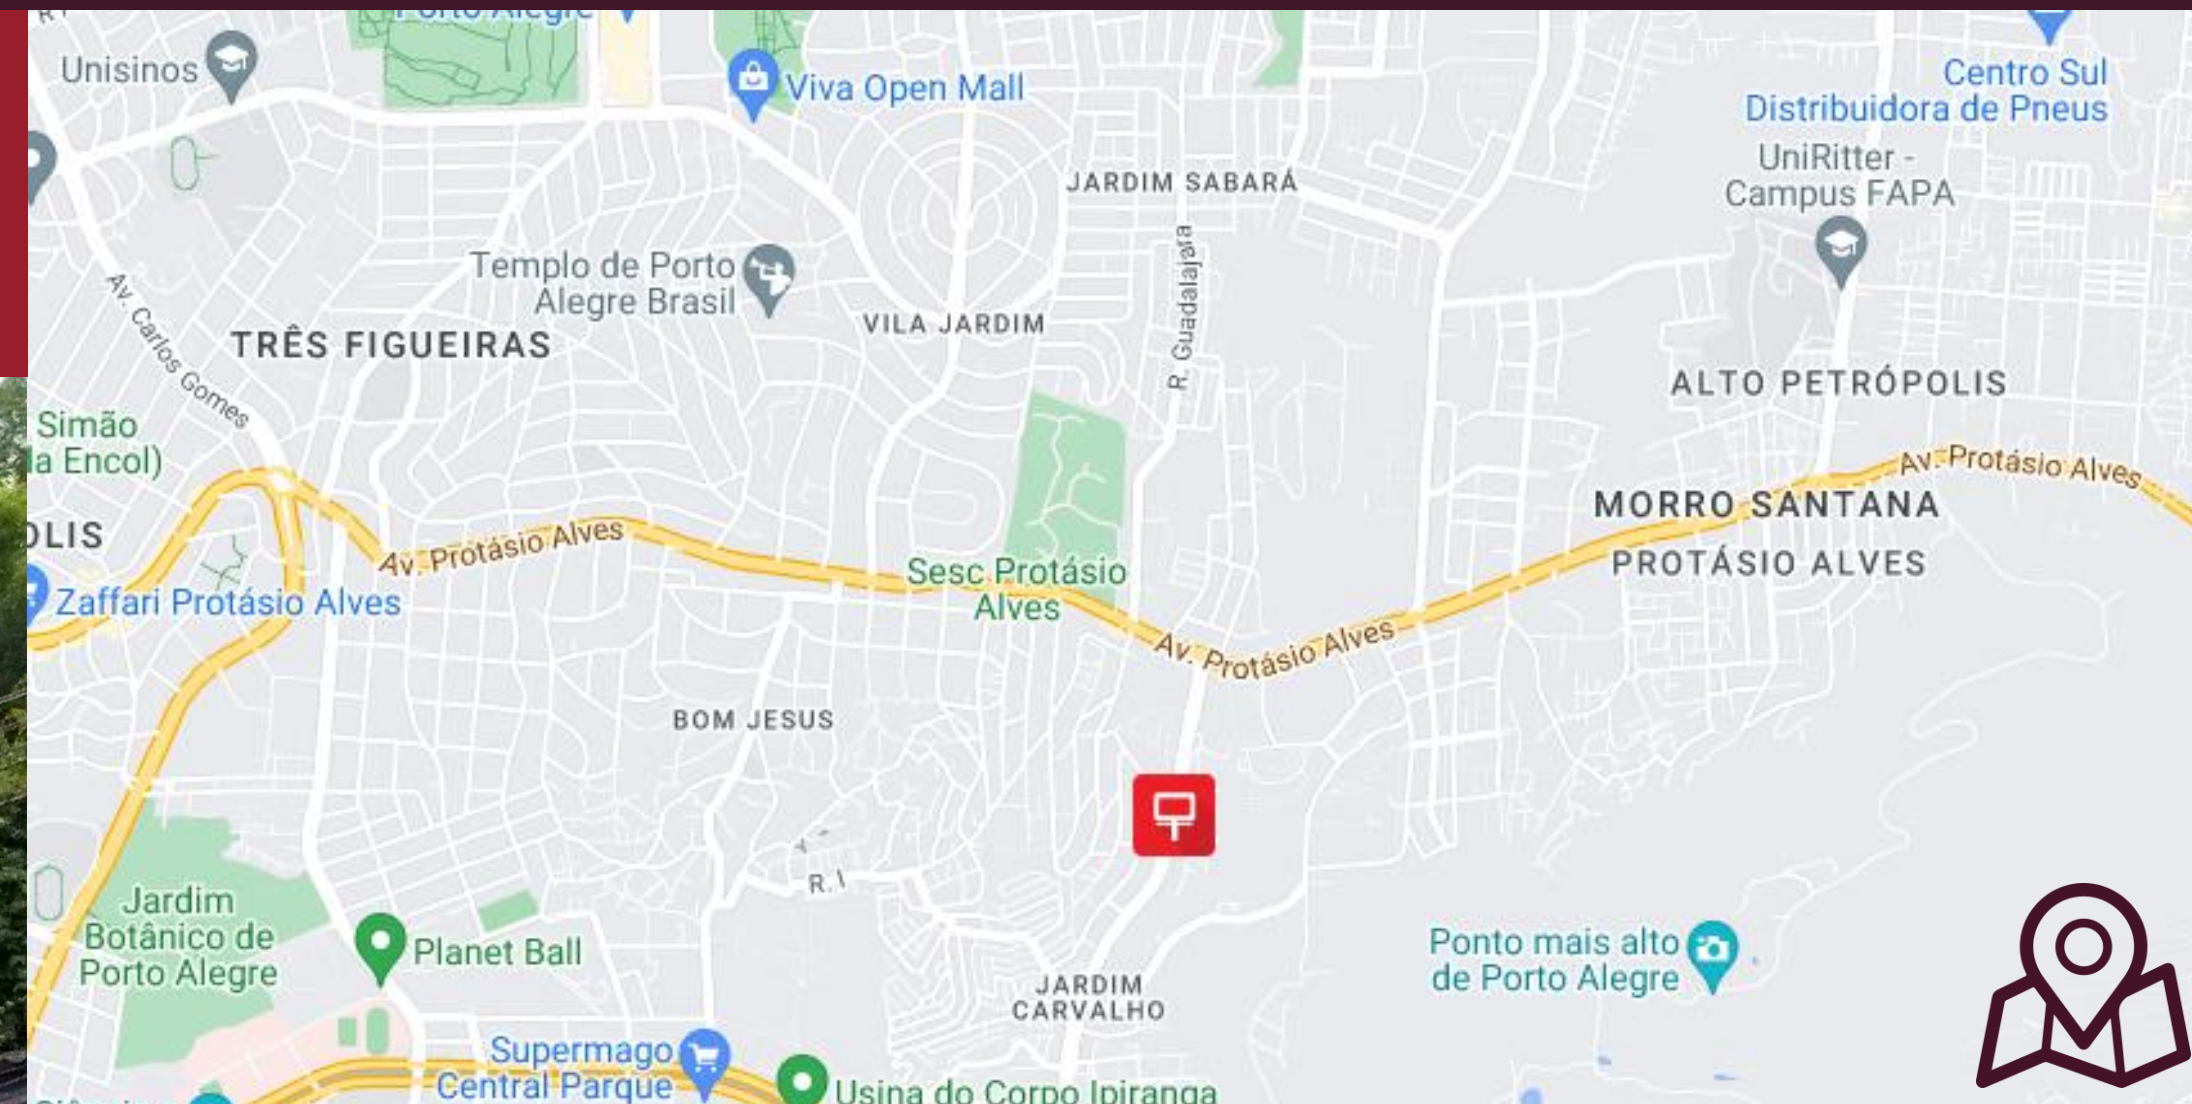 Porto Alegre
Unisinos
Viva Open Mall
Centro Sul
Distribuidora de Pneus
UniRitter -
Campus FAPA
JARDIM SABARÁ
R. Guadalajara
Templo de Porto
Alegre Brasil
Av. Carlos Gomes
TRÊS FIGUEIRAS
VILA JARDIM
ALTO PETRÓPOLIS
Simão
la Encol)
Av. Protásio Alves
MORRO SANTANA
PROTÁSIO ALVES
OLIS
Av. Protásio Alves
Sesc Protásio
Alves
Zaffari Protásio Alves
Av. Protásio Alves
BOM JESUS
R. I
Jardim
Botânico de
Porto Alegre
Planet Ball
Ponto mais alto
de Porto Alegre
JARDIM
CARVALHO
Supermago
Central Parque
Usina do Corpo Ipiranga